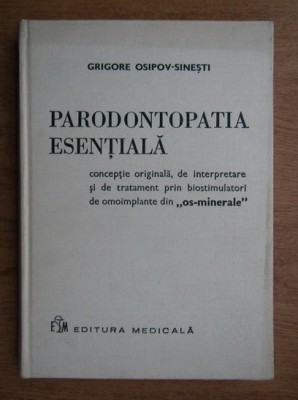 GRIGORE OSIPOV-SINEȘTI
PARODONTOPATIA
ESENȚIALĂ
concepție originală, de interpretare
și de tratament prin biostimulatori
de omoimplante din „os-minerale”
EM EDITURA MEDICALĂ